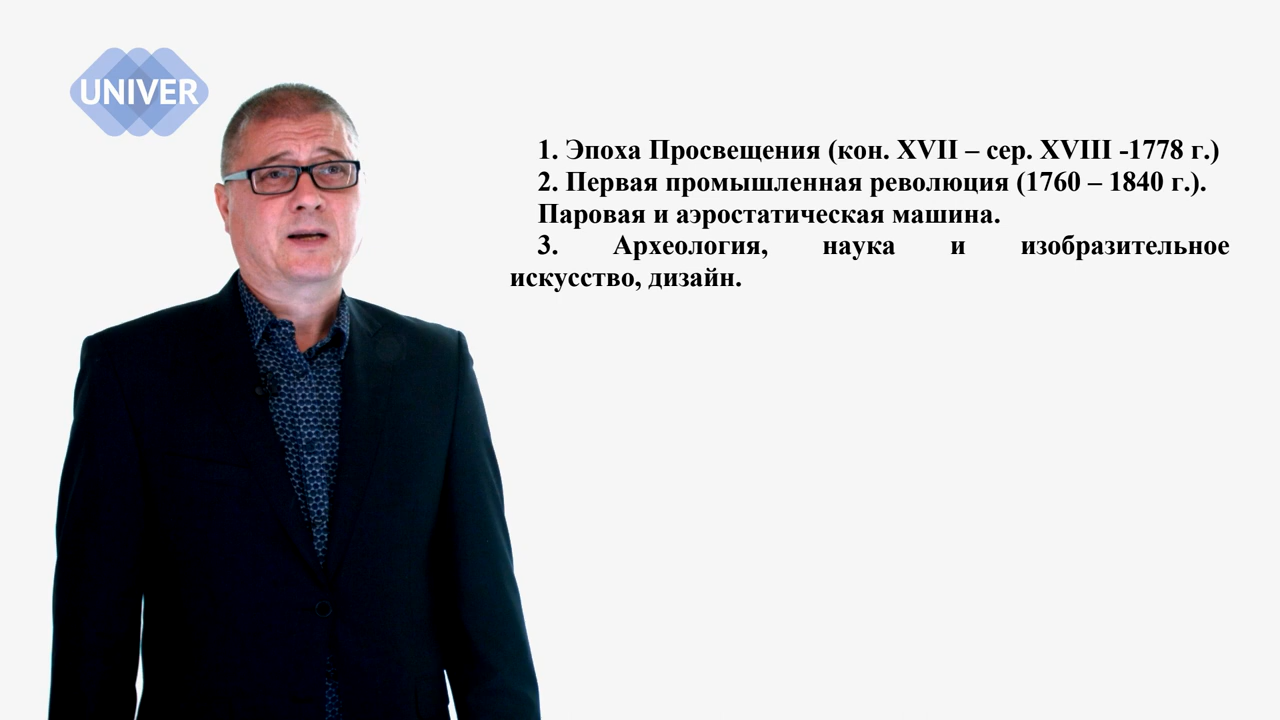 UNIVER
1. Эпоха Просвещения (кон. XVII – сер. XVIII -1778 г.)
2. Первая промышленная революция (1760 – 1840 г.).
Паровая и аэростатическая машина.
3. Археология, наука и изобразительное
искусство, дизайн.